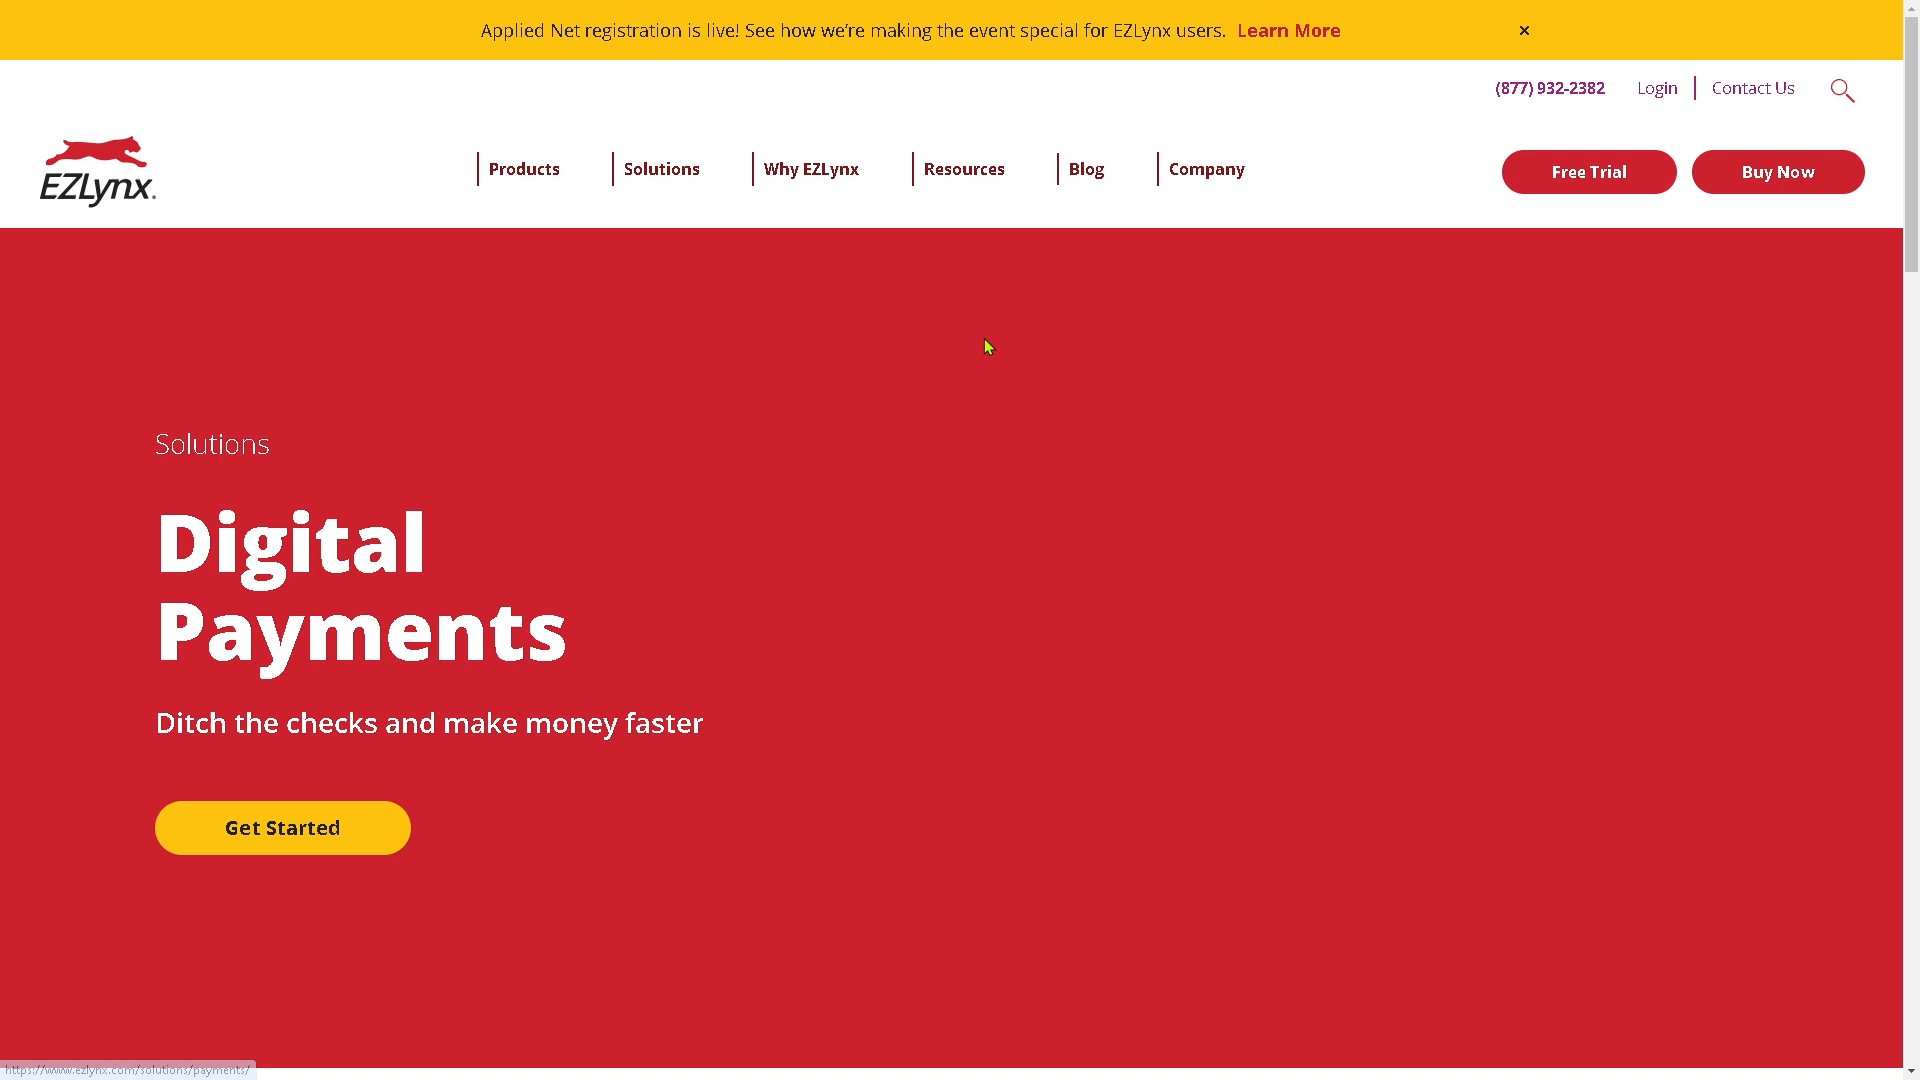 Applied Net registration is live! See how we're making the event special for EZLynx users. Learn More ×
(877) 932-2382 Login Contact Us
EZLynx.
Products Solutions Why EZLynx Resources Blog Company
Free Trial Buy Now
Solutions
Digital
Payments
Ditch the checks and make money faster
Get Started
https://www.ezlynx.com/solutions/payments/